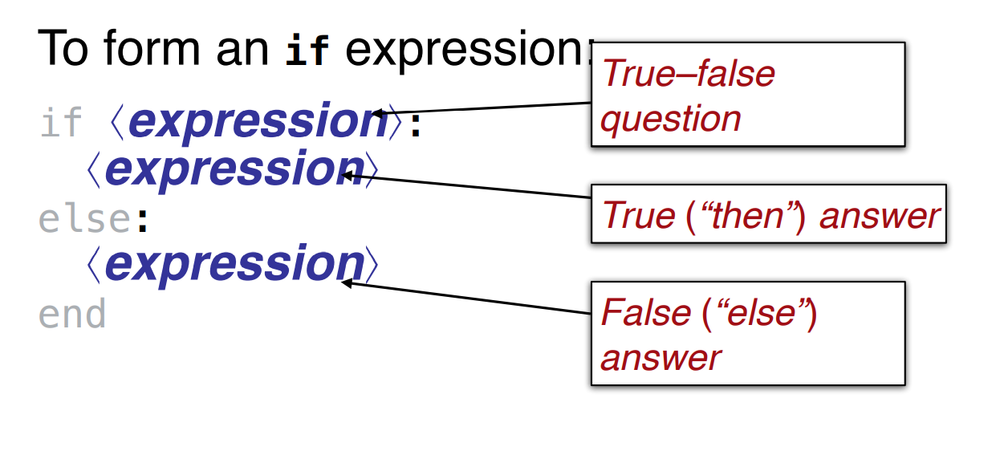 To form an if expression:
True–false
question
if ⟨expression⟩:
⟨expression⟩
True (“then”) answer
else:
⟨expression⟩
False (“else”)
answer
end